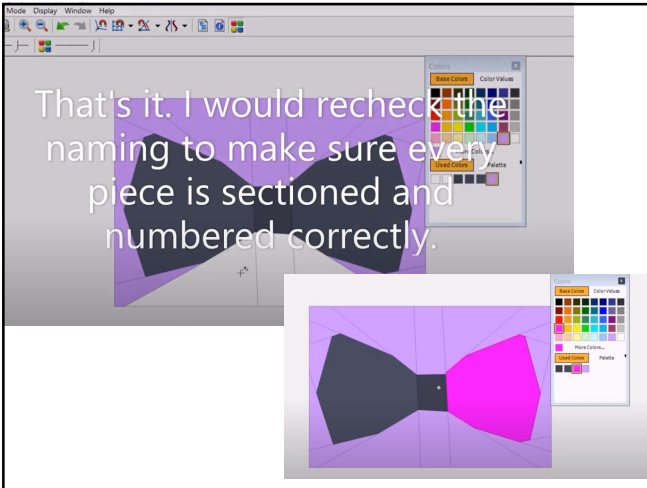 Mode Display Window Help
Colors
Base Colors Color Values
That's it. I would recheck the
naming to make sure every
More Colors...
Used Colors Palette
piece is sectioned and
numbered correctly.
Colors
Base Colors Color Values
More Colors...
Used Colors Palette